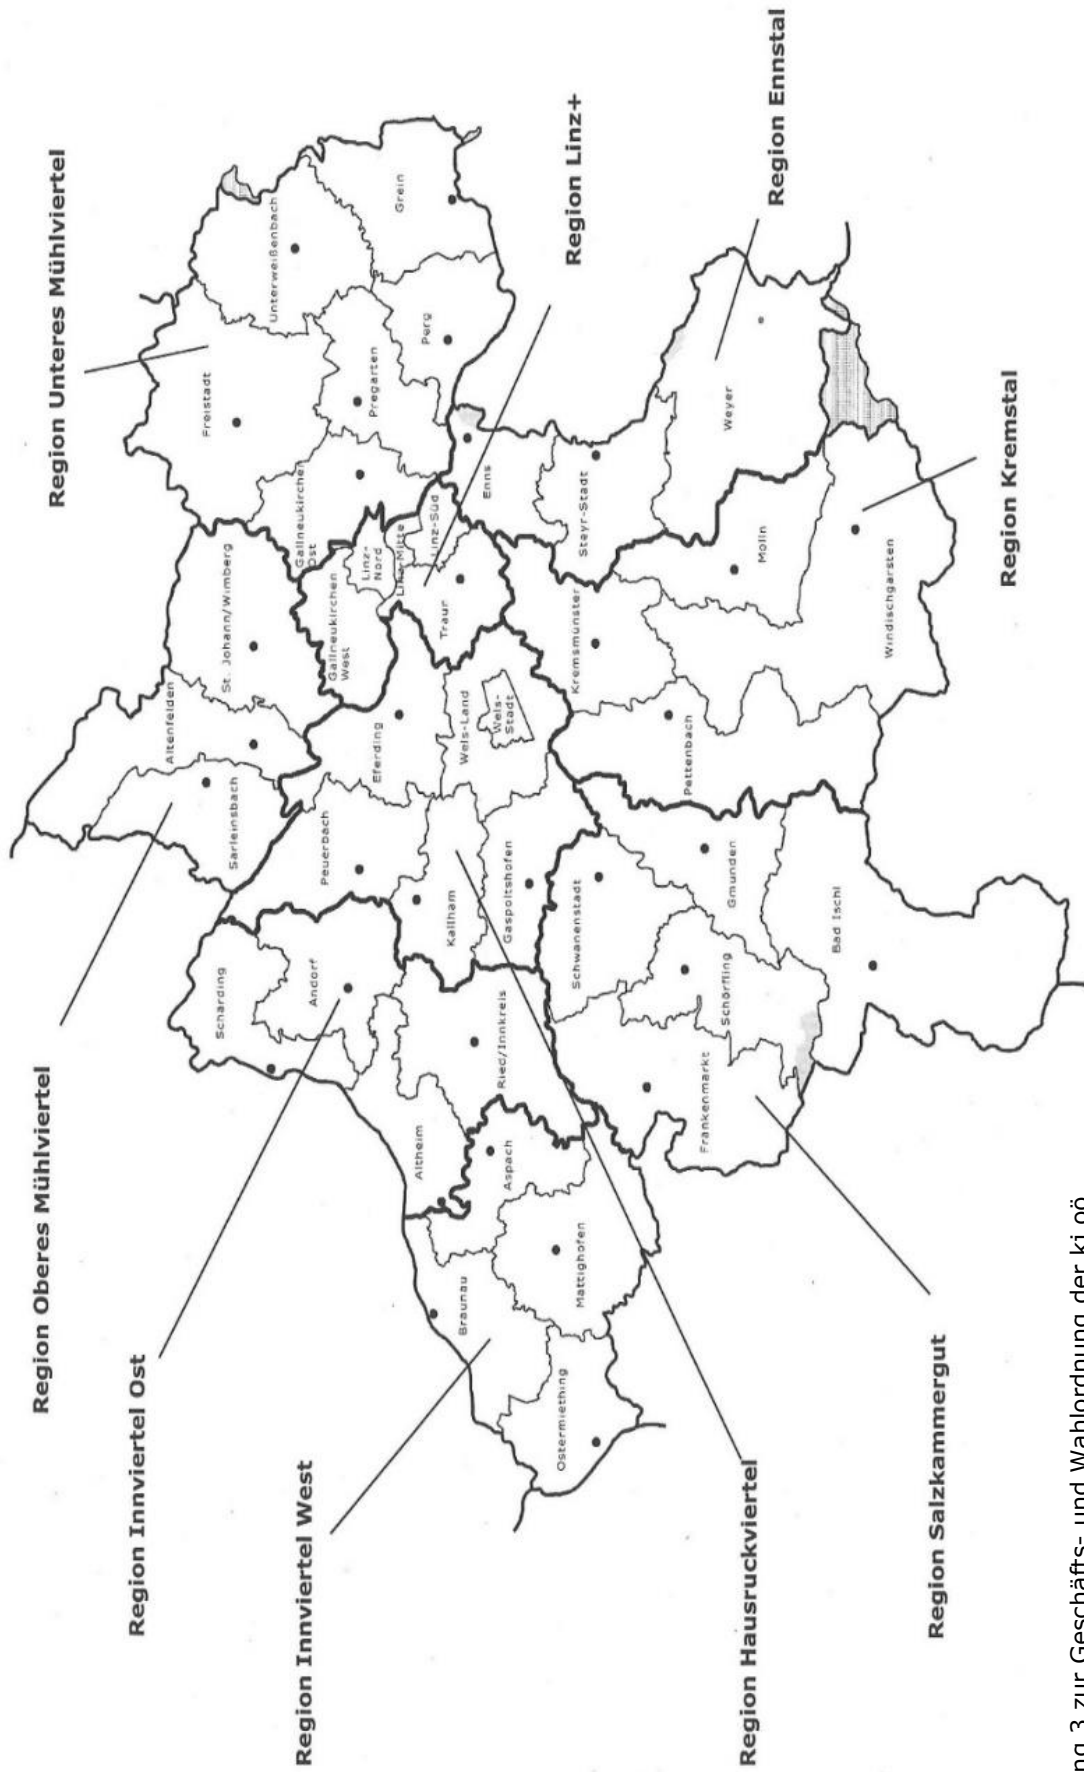 Region Oberes Mühlviertel
Region Unteres Mühlviertel
Region Innviertel Ost
Region Innviertel West
Region Linz+
Region Ennstal
Region Hausruckviertel
Region Salzkammergut
Region Kremstal
Altenfelden
Sarleinsbach
St. Johann/Wimberg
Freistadt
Unterweißenbach
Gallneukirchen
Ost
Pregarten
Grein
Perg
Schärding
Andorf
Peuerbach
Eferding
Gallneukirchen
West
Linz-
Nord
Linz-Mitte
Linz-Süd
Traun
Enns
Altheim
Ried/Innkreis
Kallham
Gaspoltshofen
Wels-Land
Wels-
Stadt
Braunau
Aspach
Mattighofen
Ostermiething
Steyr-Stadt
Kremsmünster
Schwanenstadt
Frankenmarkt
Schörfling
Gmunden
Pettenbach
Molln
Weyer
Bad Ischl
Windischgarsten
ng 3 zur Geschäfts- und Wahlordnung der kj oö